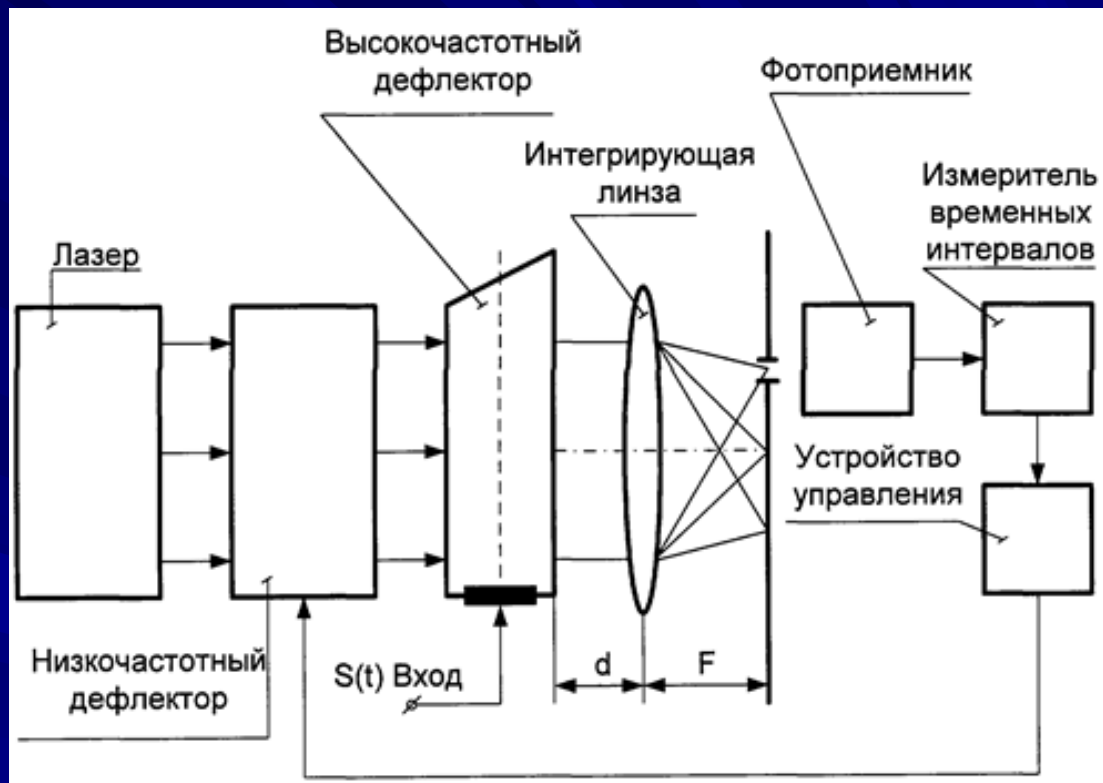 Высокочастотный
дефлектор
Фотоприемник
Интегрирующая
линза
Измеритель
временных
интервалов
Лазер
Устройство
управления
Низкочастотный
дефлектор
S(t) Вход
d
F